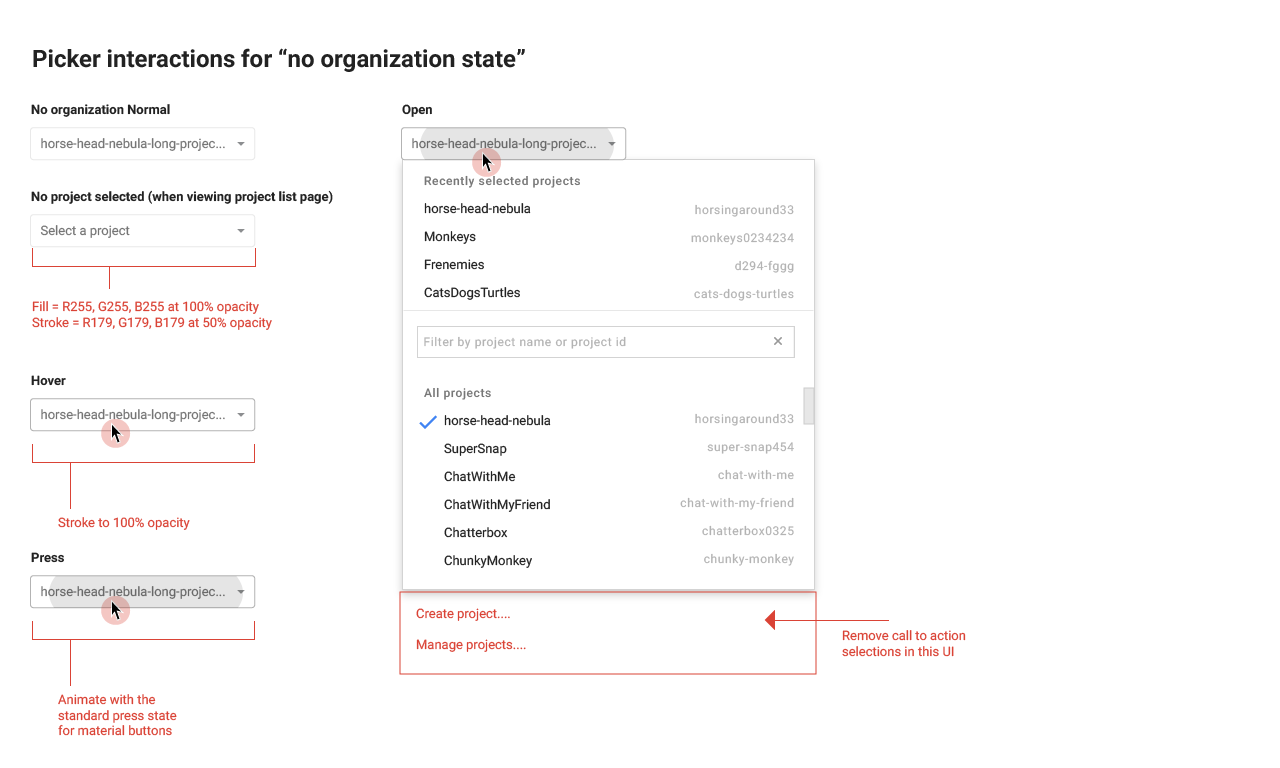 Picker interactions for “no organization state”
No organization Normal
horse-head-nebula-long-projec...
No project selected (when viewing project list page)
Select a project
Fill = R255, G255, B255 at 100% opacity
Stroke = R179, G179, B179 at 50% opacity
Hover
horse-head-nebula-long-projec...
Stroke to 100% opacity
Press
horse-head-nebula-long-projec...
Animate with the
standard press state
for material buttons
Open
horse-head-nebula-long-projec...
Recently selected projects
horse-head-nebula horsingaround33
Monkeys monkeys0234234
Frenemies d294-fggg
CatsDogsTurtles cats-dogs-turtles
Filter by project name or project id
All projects
horse-head-nebula horsingaround33
SuperSnap super-snap454
ChatWithMe chat-with-me
ChatWithMyFriend chat-with-my-friend
Chatterbox chatterbox0325
ChunkyMonkey chunky-monkey
Create project....
Manage projects....
Remove call to action
selections in this UI